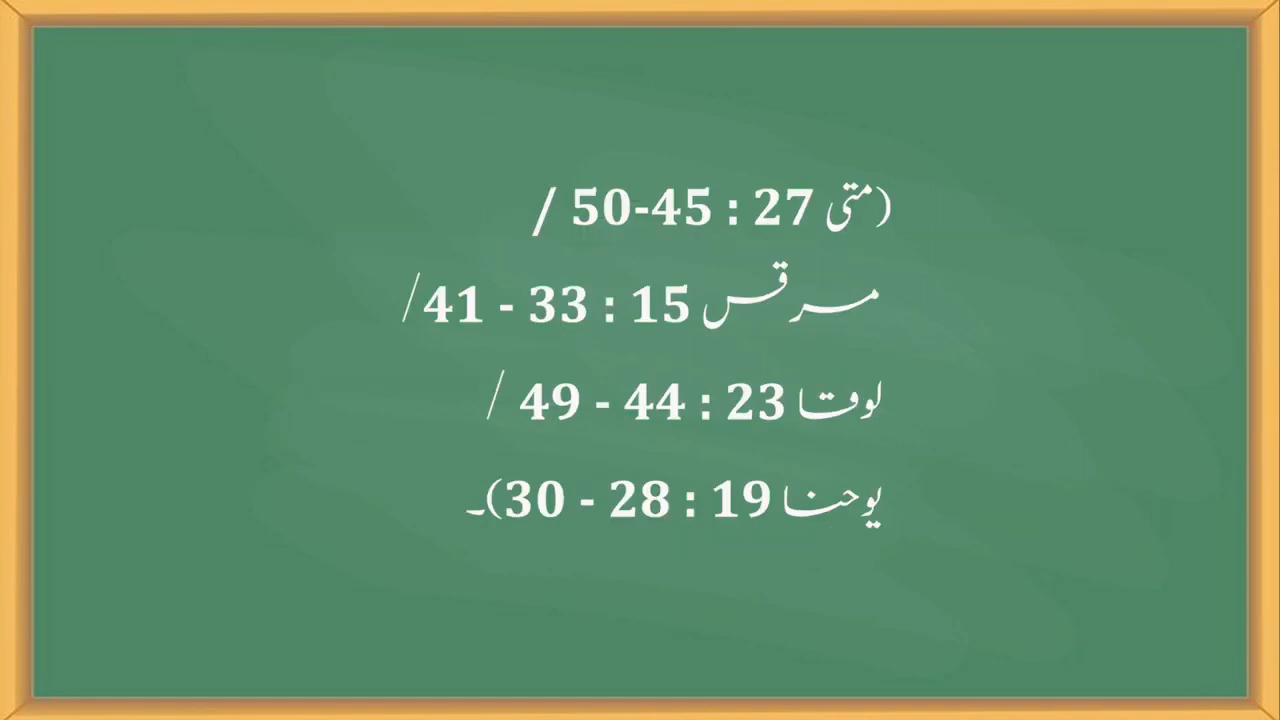 (متی 27 : 45-50 /
مرقس 15 : 33 - 41/
لوقا 23 : 44 - 49 /
یوحنا 19 : 28 - 30)۔